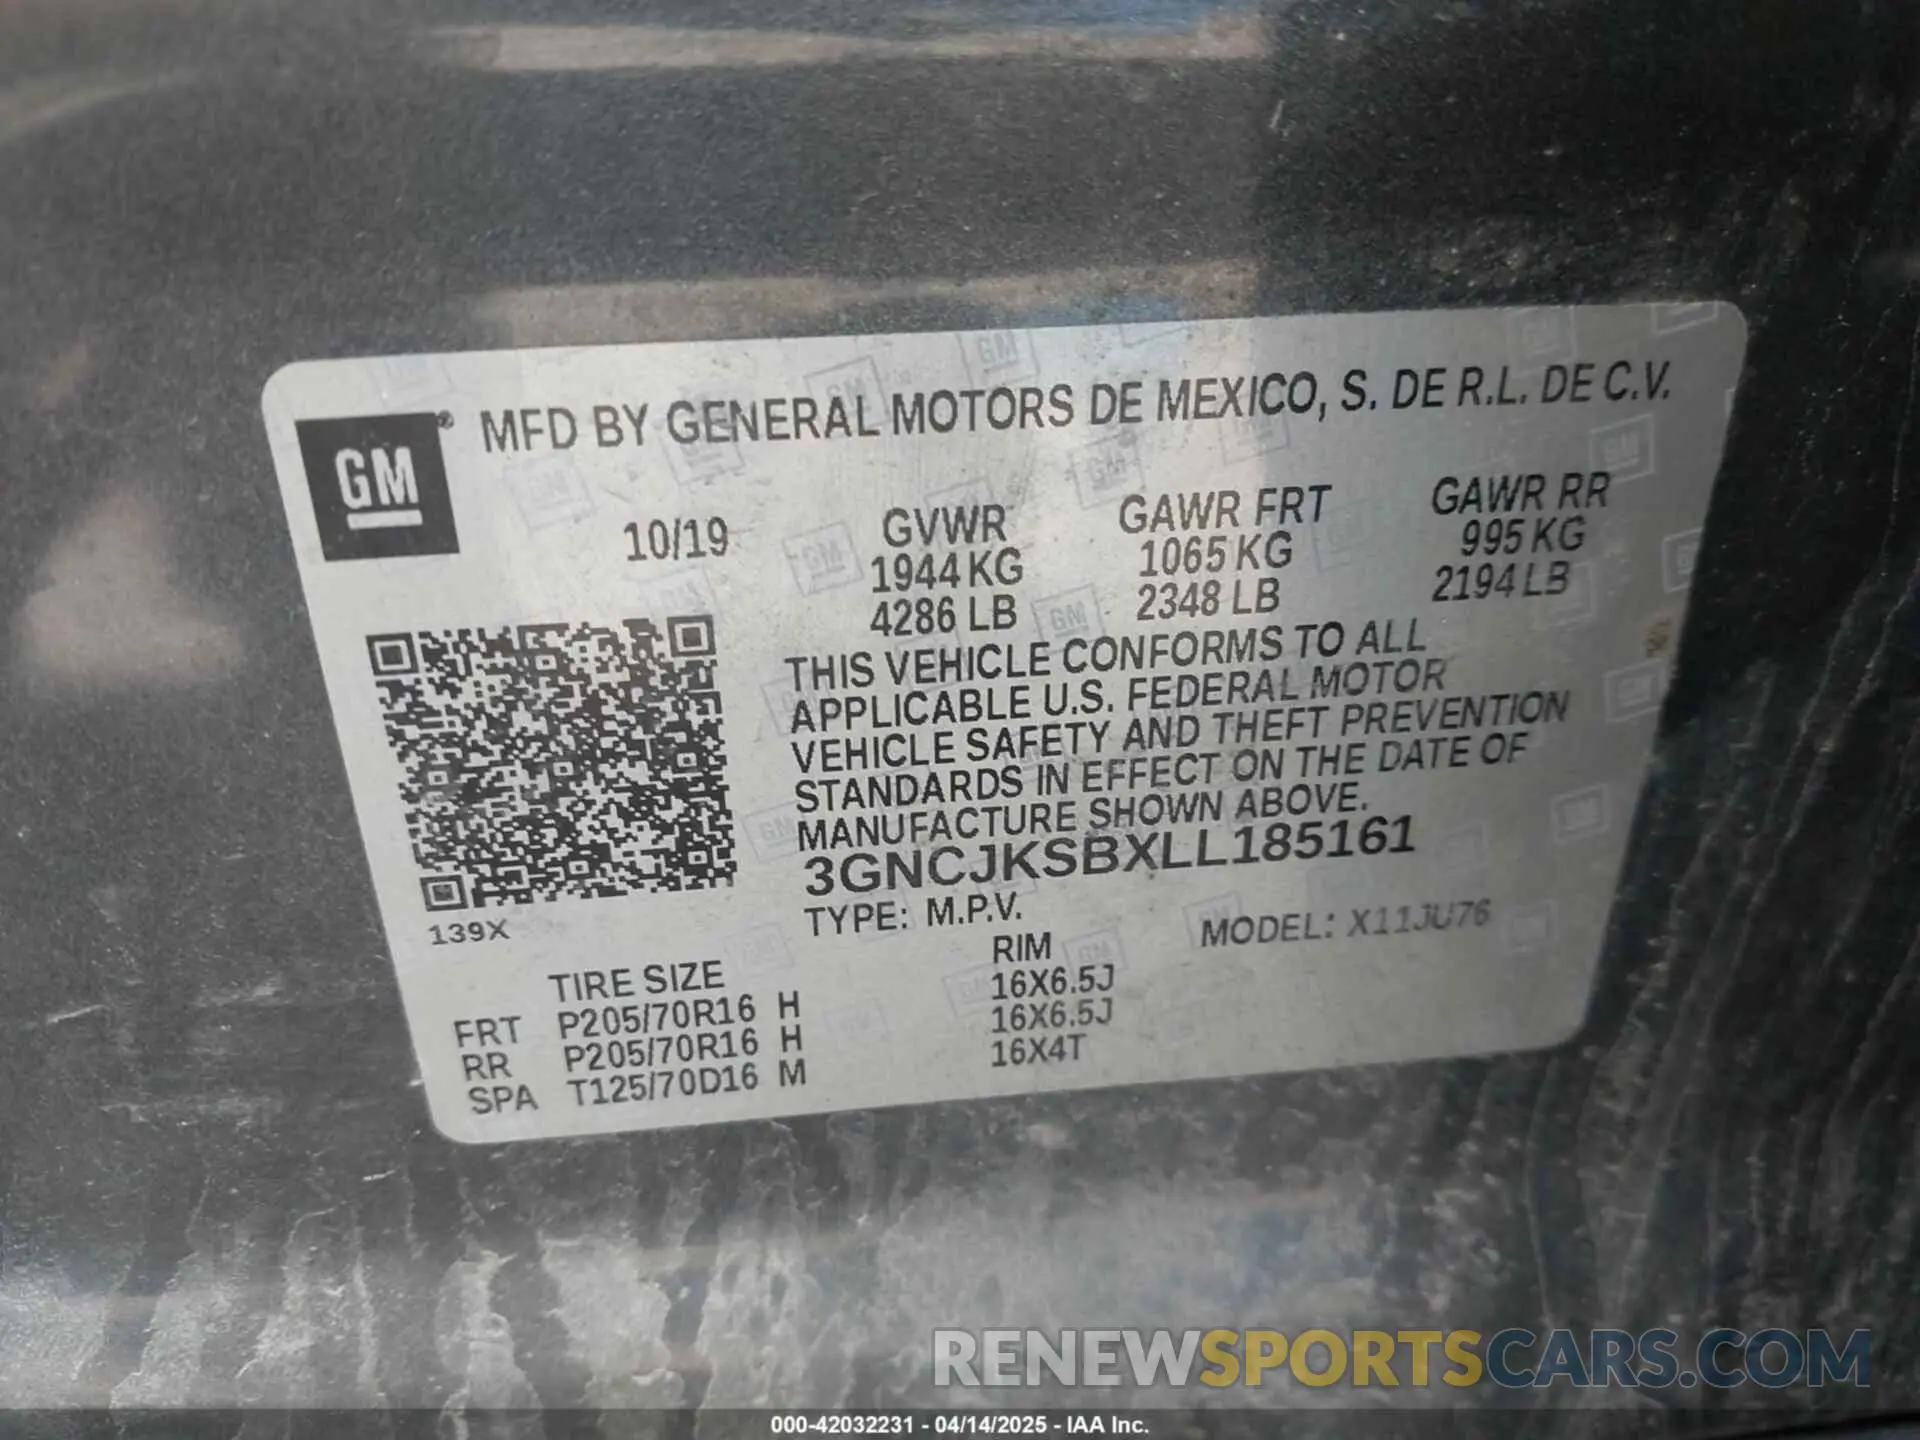 GM ® MFD BY GENERAL MOTORS DE MEXICO, S. DE R.L. DE C.V.
10/19 GVWR GAWR FRT GAWR RR
1944 KG 1065 KG 995 KG
4286 LB 2348 LB 2194 LB
THIS VEHICLE CONFORMS TO ALL
APPLICABLE U.S. FEDERAL MOTOR
VEHICLE SAFETY AND THEFT PREVENTION
STANDARDS IN EFFECT ON THE DATE OF
MANUFACTURE SHOWN ABOVE.
3GNCJKSBXLL185161
TYPE: M.P.V. MODEL: X11JU76
139X
TIRE SIZE RIM
FRT P205/70R16 H 16X6.5J
RR P205/70R16 H 16X6.5J
SPA T125/70D16 M 16X4T
RENEWSPORTSCARS.COM
000-42032231 - 04/14/2025 - IAA Inc.